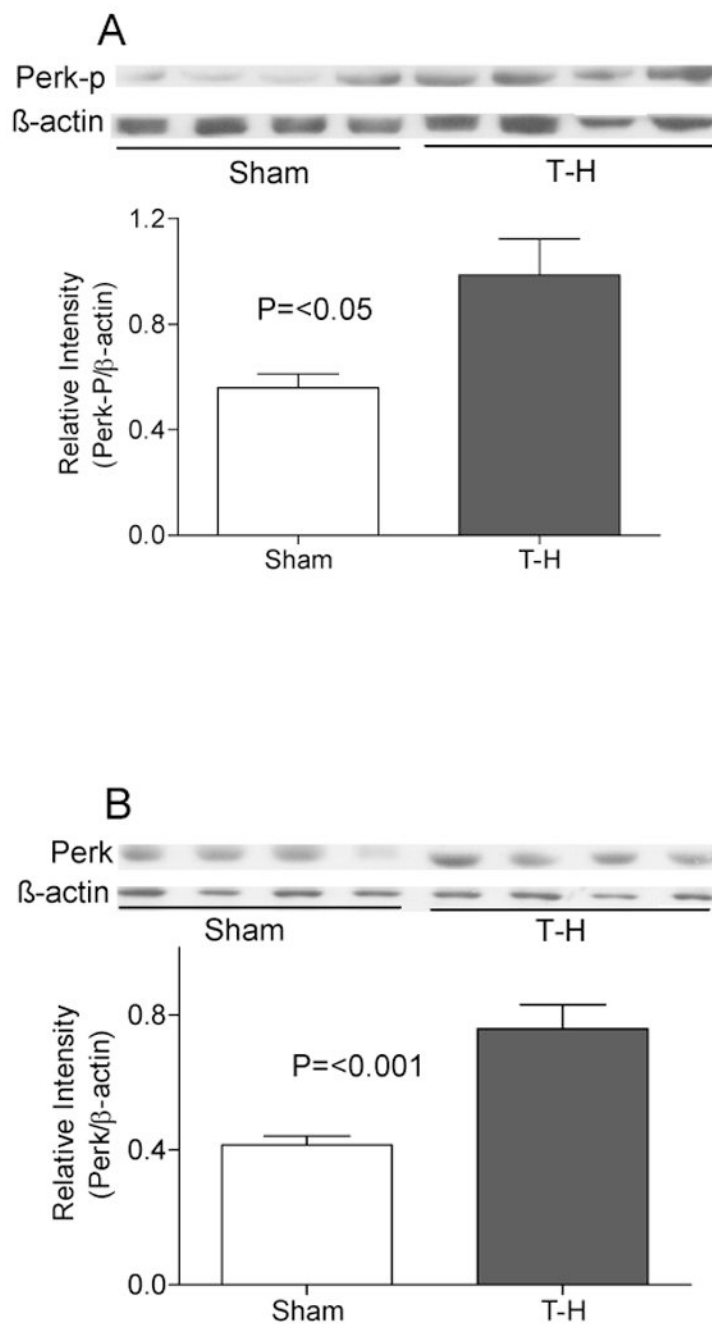 A
Perk-p
ß-actin
Sham T-H
1.2
0.8
0.4
0.0
Relative Intensity
(Perk-P/β-actin)
P=<0.05
Sham T-H
B
Perk
ß-actin
Sham T-H
0.8
0.4
0.0
Relative Intensity
(Perk/β-actin)
P=<0.001
Sham T-H